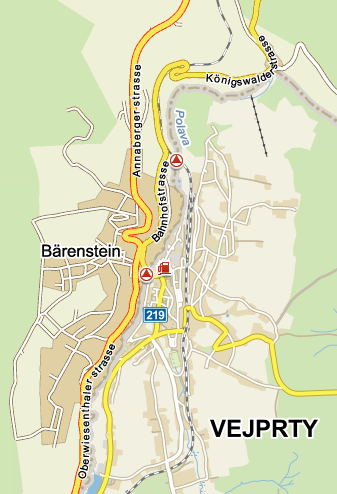 Königswalder strasse
Annaberger strasse
Polava
Bahnhofstrasse
Bärenstein
219
Oberwiesenthaler strasse
VEJPRTY